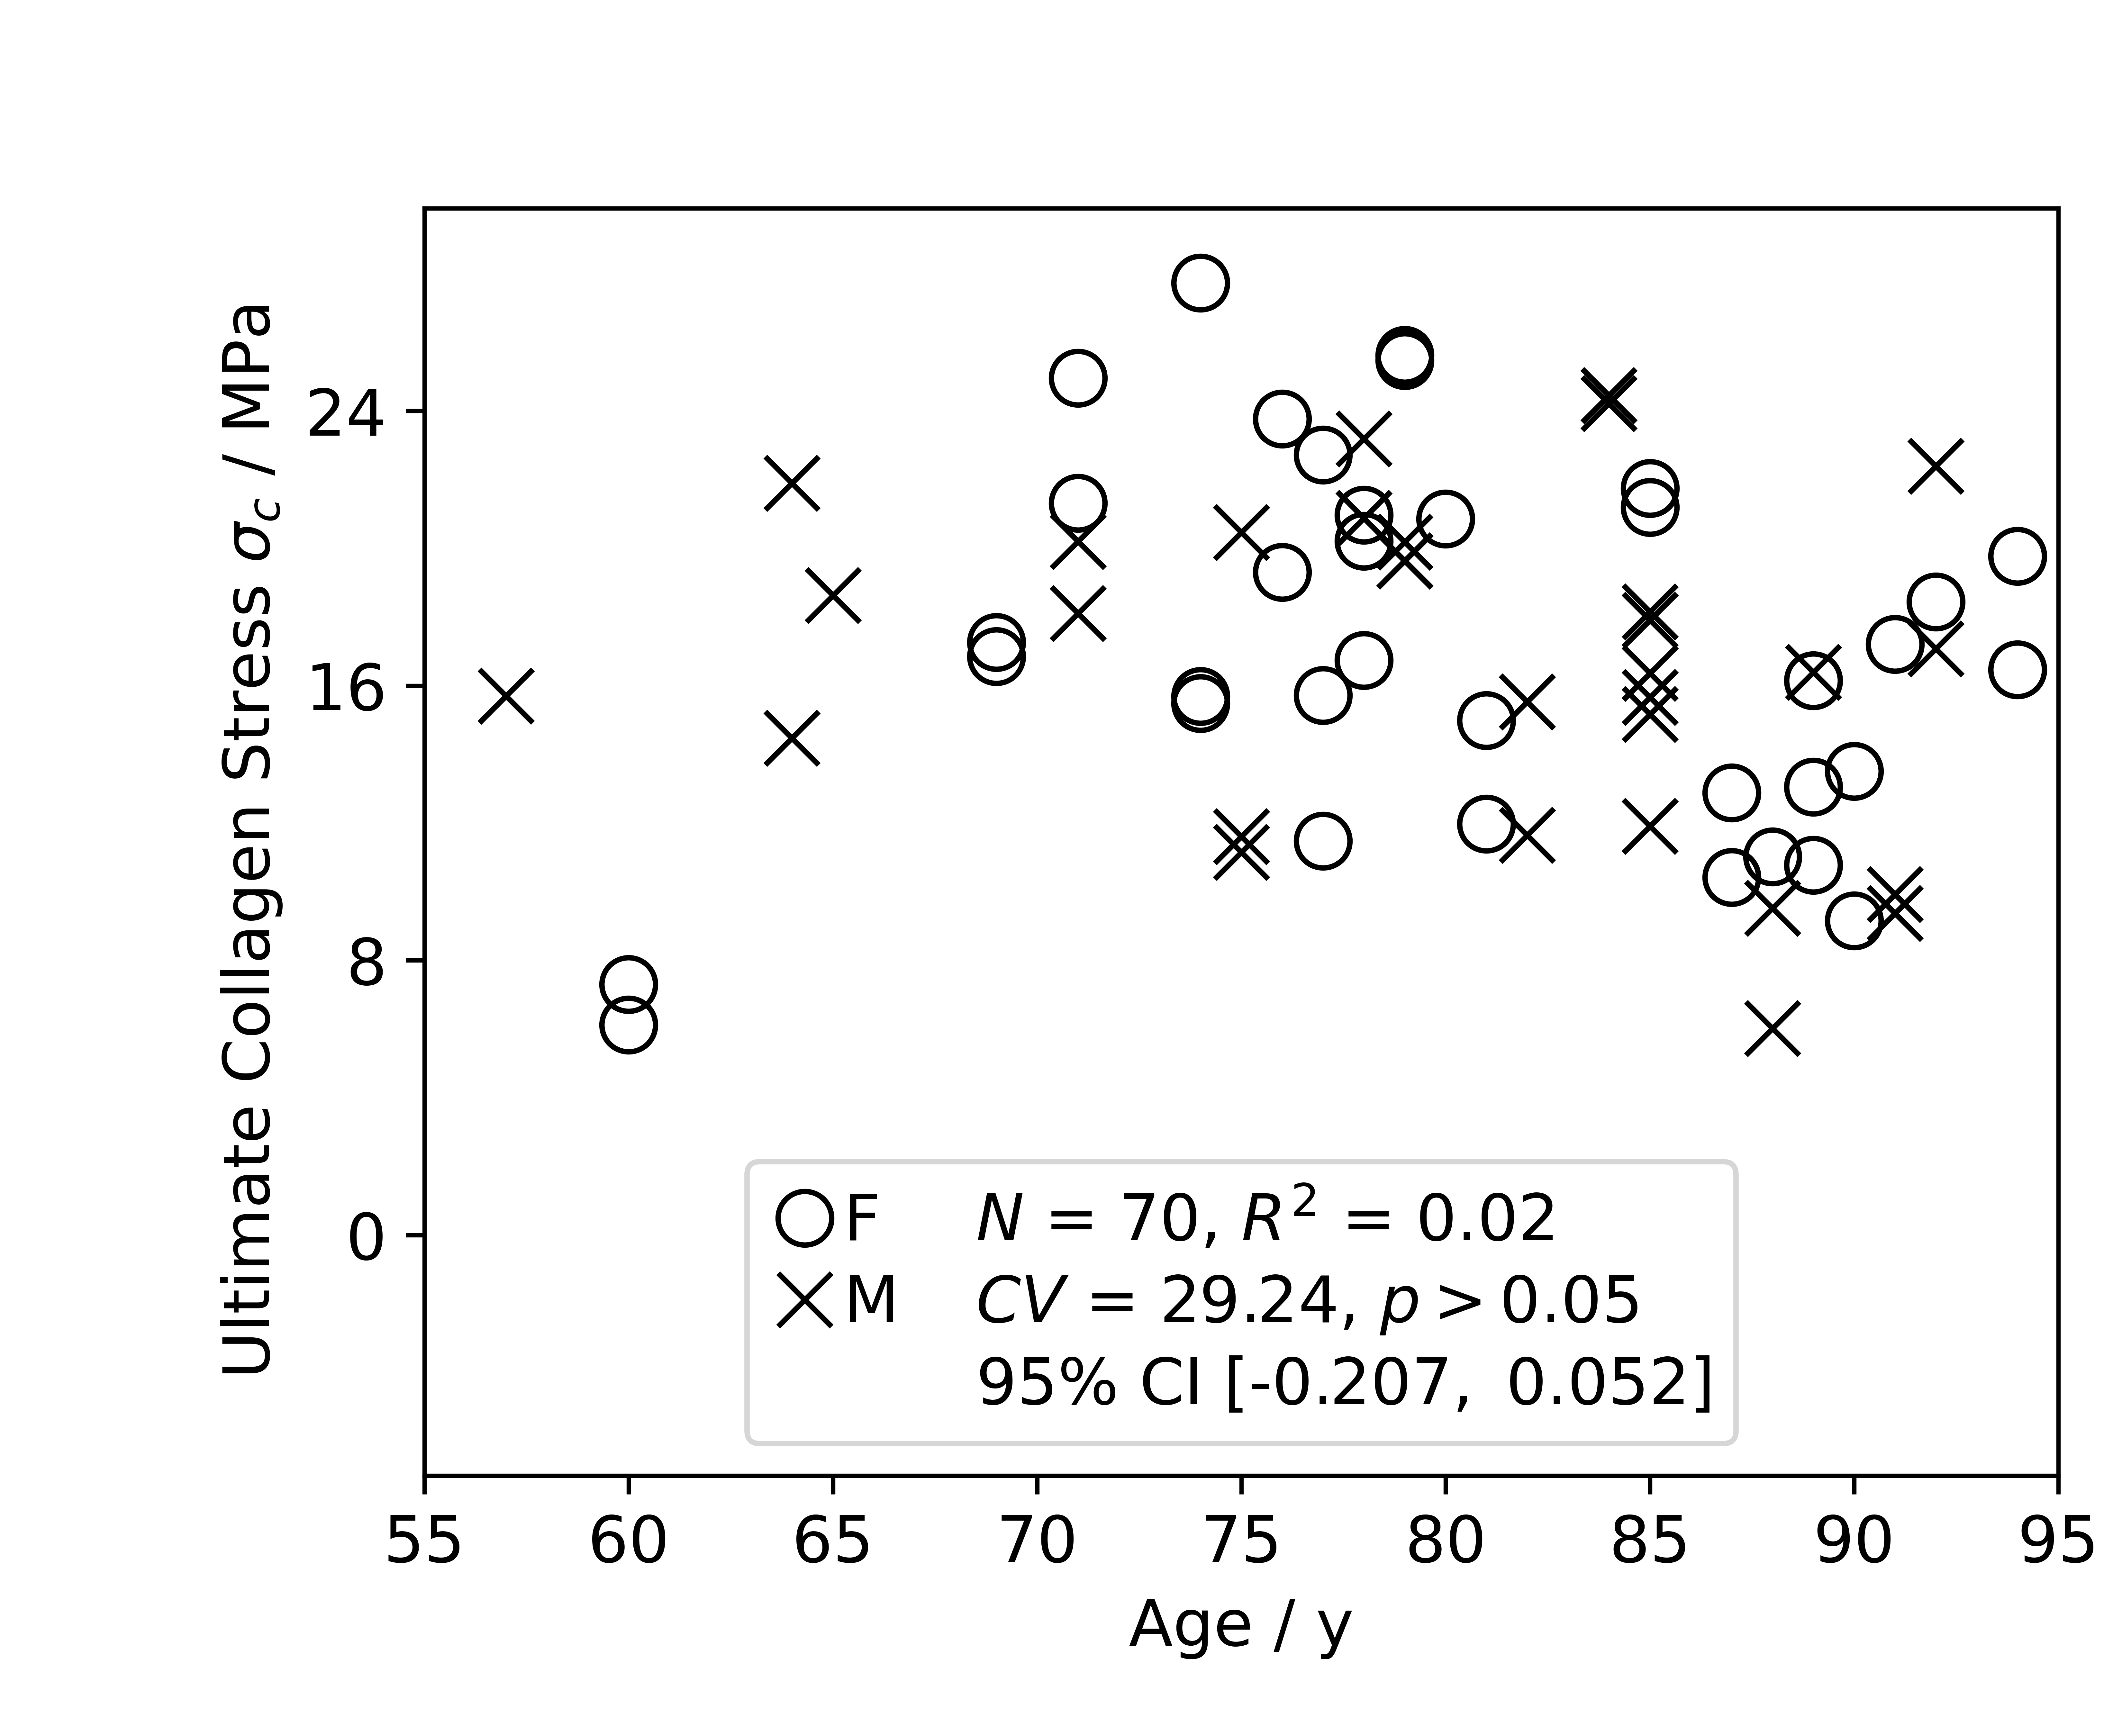 Ultimate Collagen Stress σc / MPa
24
16
8
0
F N = 70, R² = 0.02
M CV = 29.24, p > 0.05
95% CI [-0.207, 0.052]
55 60 65 70 75 80 85 90 95
Age / y